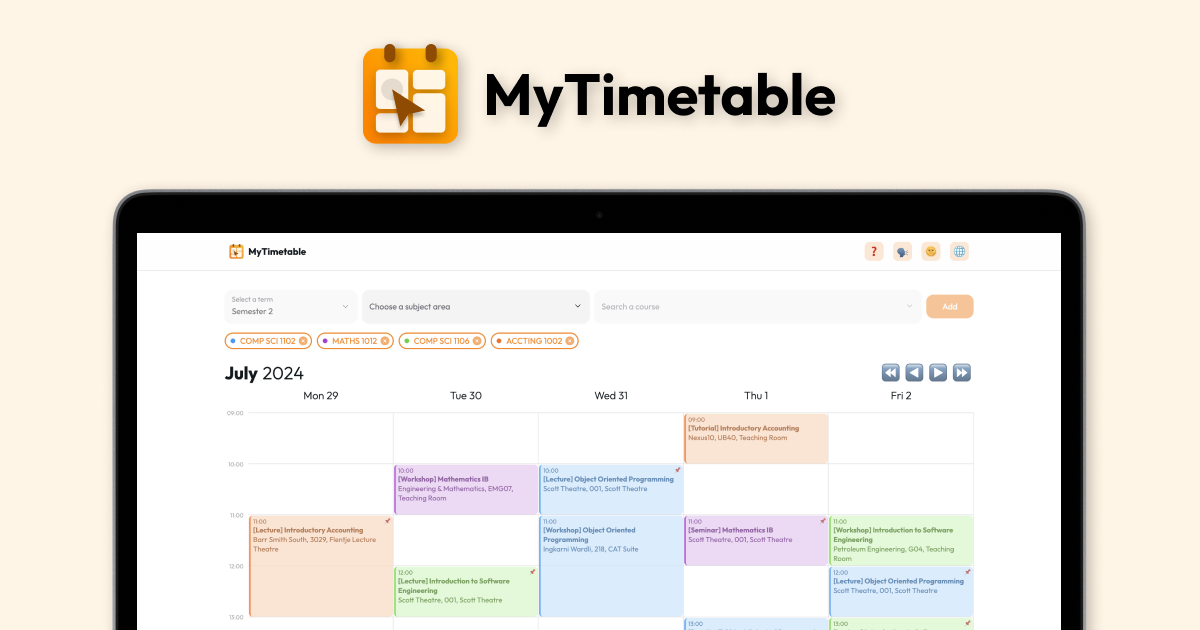 MyTimetable
MyTimetable
Select a term
Semester 2
Choose a subject area
Search a course
Add
COMP SCI 1102
MATHS 1012
COMP SCI 1106
ACCTING 1002
July 2024
Mon 29
Tue 30
Wed 31
Thu 1
Fri 2
09:00
09:00
[Tutorial] Introductory Accounting
Nexus10, UB40, Teaching Room
10:00
10:00
[Workshop] Mathematics IB
Engineering & Mathematics, EMG07,
Teaching Room
10:00
[Lecture] Object Oriented Programming
Scott Theatre, 001, Scott Theatre
11:00
11:00
[Lecture] Introductory Accounting
Barr Smith South, 3029, Flentje Lecture
Theatre
11:00
[Workshop] Object Oriented
Programming
Ingkarni Wardli, 218, CAT Suite
11:00
[Seminar] Mathematics IB
Scott Theatre, 001, Scott Theatre
11:00
[Workshop] Introduction to Software
Engineering
Petroleum Engineering, G04, Teaching
Room
12:00
12:00
[Lecture] Introduction to Software
Engineering
Scott Theatre, 001, Scott Theatre
12:00
[Lecture] Object Oriented Programming
Scott Theatre, 001, Scott Theatre
13:00
13:00
13:00